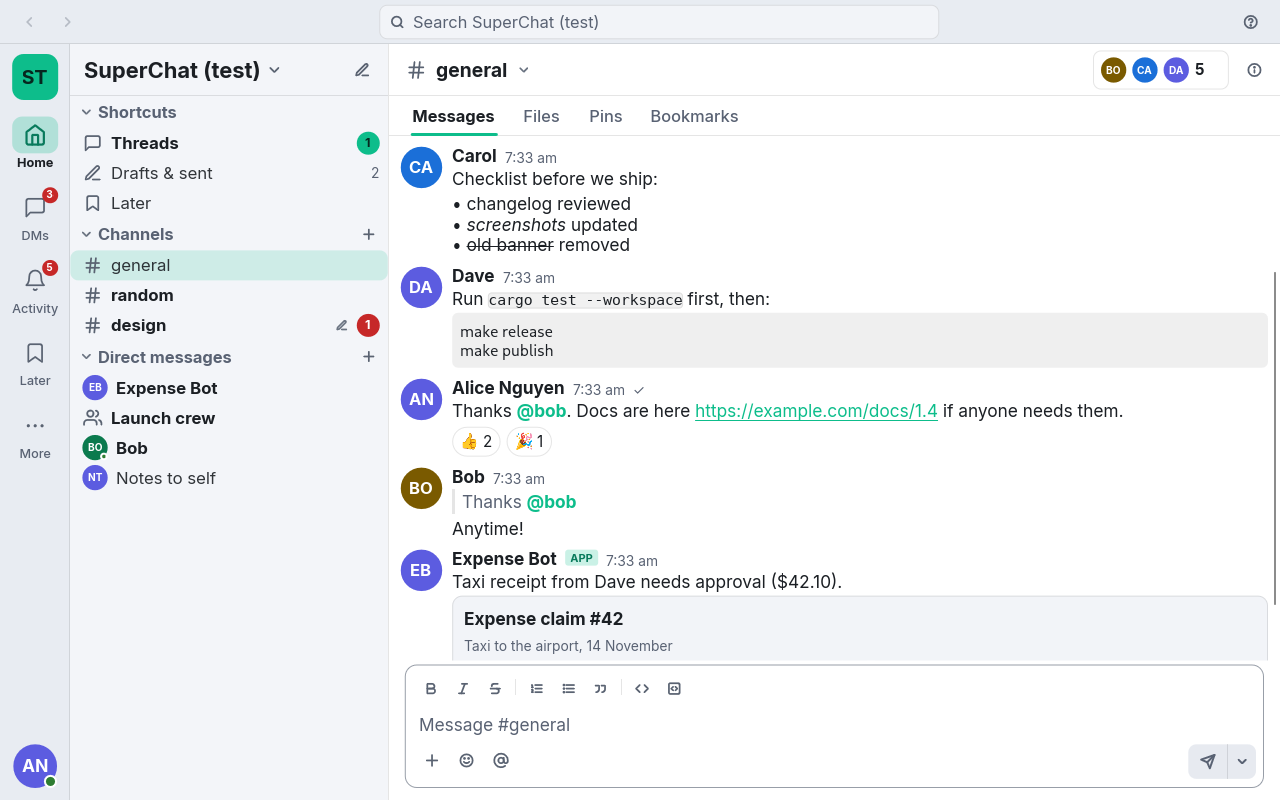 Search SuperChat (test)
ST
Home
3
DMs
5
Activity
Later
More
AN
SuperChat (test)
Shortcuts
Threads 1
Drafts & sent 2
Later
Channels
general
random
design 1
Direct messages
EB Expense Bot
Launch crew
BO Bob
NT Notes to self
general
BO CA DA 5
Messages Files Pins Bookmarks
CA Carol 7:33 am
Checklist before we ship:
• changelog reviewed
• screenshots updated
• old banner removed
DA Dave 7:33 am
Run cargo test --workspace first, then:
make release
make publish
AN Alice Nguyen 7:33 am ✓
Thanks @bob. Docs are here https://example.com/docs/1.4 if anyone needs them.
👍 2 🎉 1
BO Bob 7:33 am
Thanks @bob
Anytime!
EB Expense Bot APP 7:33 am
Taxi receipt from Dave needs approval ($42.10).
Expense claim #42
Taxi to the airport, 14 November
Message #general